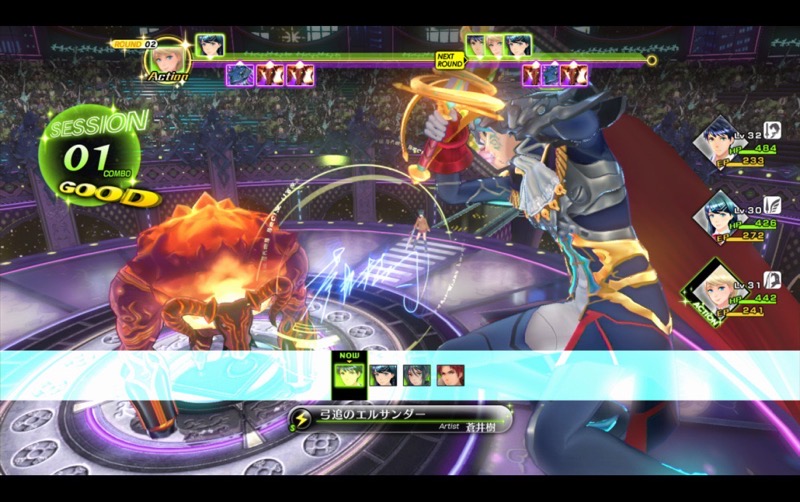 ROUND 02
Action
NEXT
ROUND
SESSION
01
COMBO
GOOD
Lv 32
HP 484
EP 233
Lv 30
HP 426
EP 272
Lv 31
HP 442
EP 241
Action
NOW
S
弓追のエルサンダー
Artist 蒼井樹